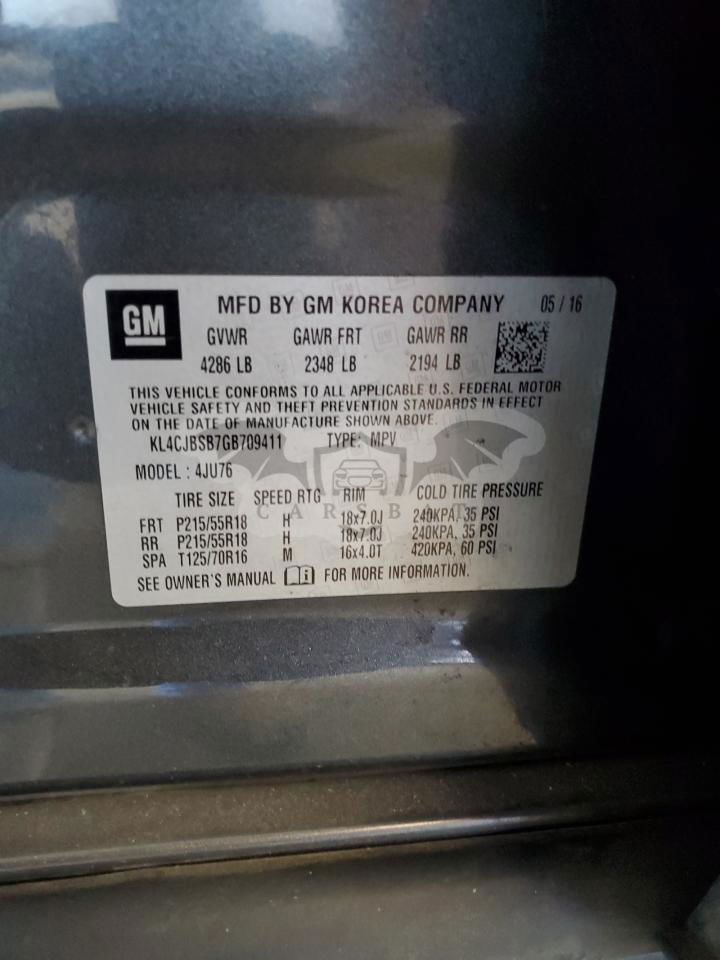 GM
MFD BY GM KOREA COMPANY 05 / 16
GVWR GAWR FRT GAWR RR
4286 LB 2348 LB 2194 LB
THIS VEHICLE CONFORMS TO ALL APPLICABLE U.S. FEDERAL MOTOR
VEHICLE SAFETY AND THEFT PREVENTION STANDARDS IN EFFECT
ON THE DATE OF MANUFACTURE SHOWN ABOVE.
KL4CJBSB7GB709411 TYPE: MPV
MODEL : 4JU76
TIRE SIZE SPEED RTG RIM COLD TIRE PRESSURE
CARSBAT
FRT P215/55R18 H 18x7.0J 240KPA, 35 PSI
RR P215/55R18 H 18x7.0J 240KPA, 35 PSI
SPA T125/70R16 M 16x4.0T 420KPA, 60 PSI
SEE OWNER'S MANUAL i FOR MORE INFORMATION.